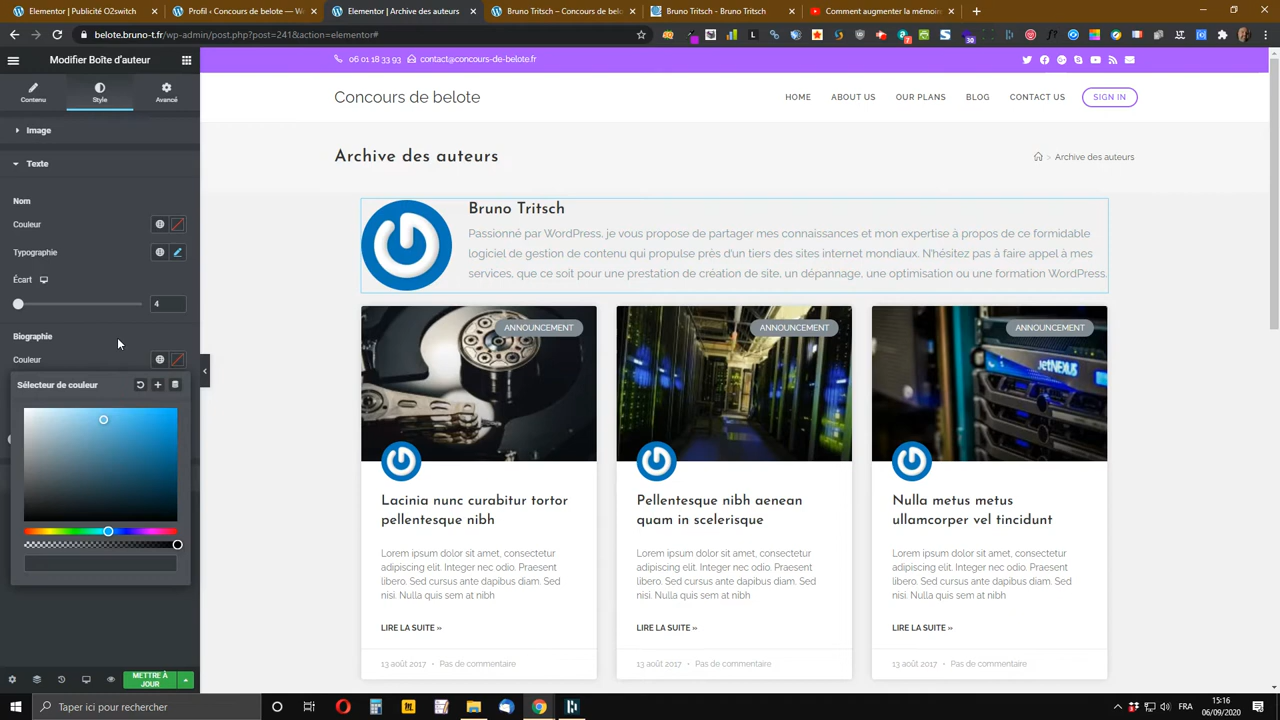 Elementor | Podcast
Profil ‹ Concours de belote — W
Elementor | Concours de belote
Concours de belote
Comment augmenter la mémoire
belote.bruno-t.fr/wp-admin/post.php?post=241&action=elementor#
Modifier Boîte d'auteur
06 01 18 33 93
contact@concours-de-belote.fr
Contenu
Style
Avancé
Concours de belote
HOME
ABOUT US
OUR PLANS
BLOG
CONTACT US
SIGN IN
Image
Texte
Archive des auteurs
> Archive des auteurs
Nom
Couleur
Typographie
Écart
4
Biographie
Couleur
Sélecteur de couleur
Bruno Tritsch
Passionné par WordPress, je vous propose de partager mes connaissances et mon expertise à propos de ce formidable
logiciel de gestion de contenu qui propulse près d'un tiers des sites internet mondiaux. N'hésitez pas à faire appel à mes
services, que ce soit pour une prestation de création de site, un dépannage, une optimisation ou une formation WordPress.
ANNOUNCEMENT
Lacinia nunc curabitur tortor
pellentesque nibh
Lorem ipsum dolor sit amet, consectetur
adipiscing elit. Integer nec odio. Praesent
libero. Sed cursus ante dapibus diam. Sed
nisi. Nulla quis sem at nibh
LIRE LA SUITE »
13 août 2017 • Pas de commentaire
ANNOUNCEMENT
Pellentesque nibh aenean
quam in scelerisque
Lorem ipsum dolor sit amet, consectetur
adipiscing elit. Integer nec odio. Praesent
libero. Sed cursus ante dapibus diam. Sed
nisi. Nulla quis sem at nibh
LIRE LA SUITE »
13 août 2017 • Pas de commentaire
ANNOUNCEMENT
JetNEXUS
Nulla metus metus
ullamcorper vel tincidunt
Lorem ipsum dolor sit amet, consectetur
adipiscing elit. Integer nec odio. Praesent
libero. Sed cursus ante dapibus diam. Sed
nisi. Nulla quis sem at nibh
LIRE LA SUITE »
13 août 2017 • Pas de commentaire
METTRE À
JOUR
Taper ici pour rechercher
FRA
15:16
06/09/2020